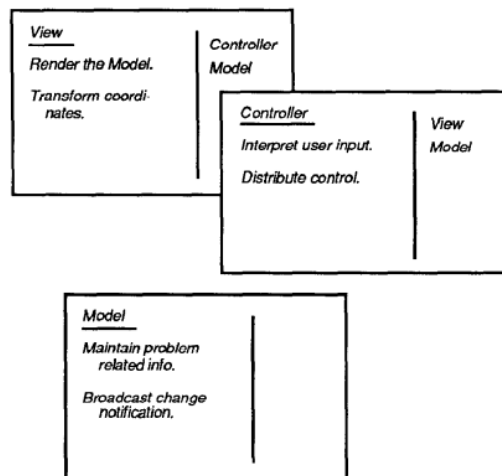 View
Render the Model.
Transform coordi-
nates.
Controller
Model
Controller
Interpret user input.
Distribute control.
View
Model
Model
Maintain problem
related info.
Broadcast change
notification.